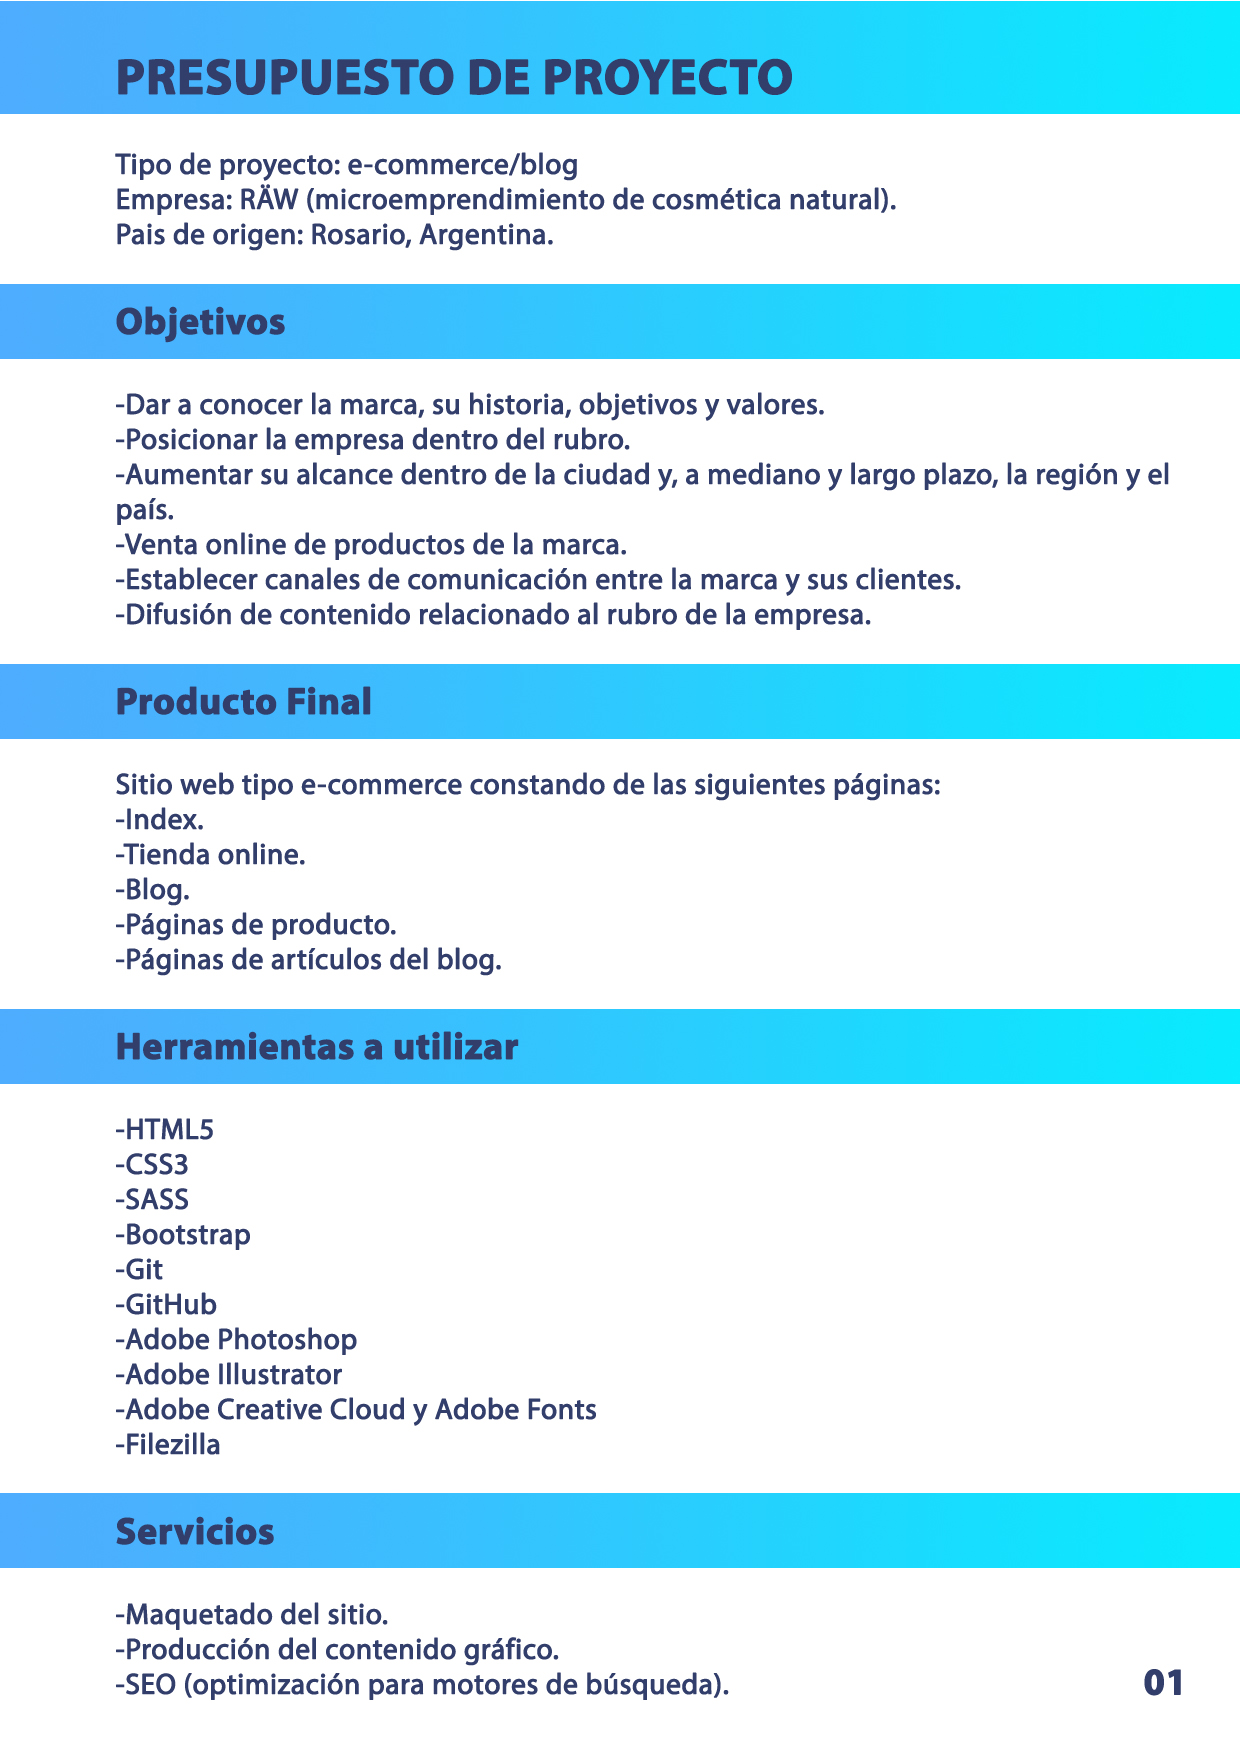 PRESUPUESTO DE PROYECTO
Tipo de proyecto: e-commerce/blog
Empresa: RÄW (microemprendimiento de cosmética natural).
Pais de origen: Rosario, Argentina.
Objetivos
-Dar a conocer la marca, su historia, objetivos y valores.
-Posicionar la empresa dentro del rubro.
-Aumentar su alcance dentro de la ciudad y, a mediano y largo plazo, la región y el
país.
-Venta online de productos de la marca.
-Establecer canales de comunicación entre la marca y sus clientes.
-Difusión de contenido relacionado al rubro de la empresa.
Producto Final
Sitio web tipo e-commerce constando de las siguientes páginas:
-Index.
-Tienda online.
-Blog.
-Páginas de producto.
-Páginas de artículos del blog.
Herramientas a utilizar
-HTML5
-CSS3
-SASS
-Bootstrap
-Git
-GitHub
-Adobe Photoshop
-Adobe Illustrator
-Adobe Creative Cloud y Adobe Fonts
-Filezilla
Servicios
-Maquetado del sitio.
-Producción del contenido gráfico.
-SEO (optimización para motores de búsqueda).
01